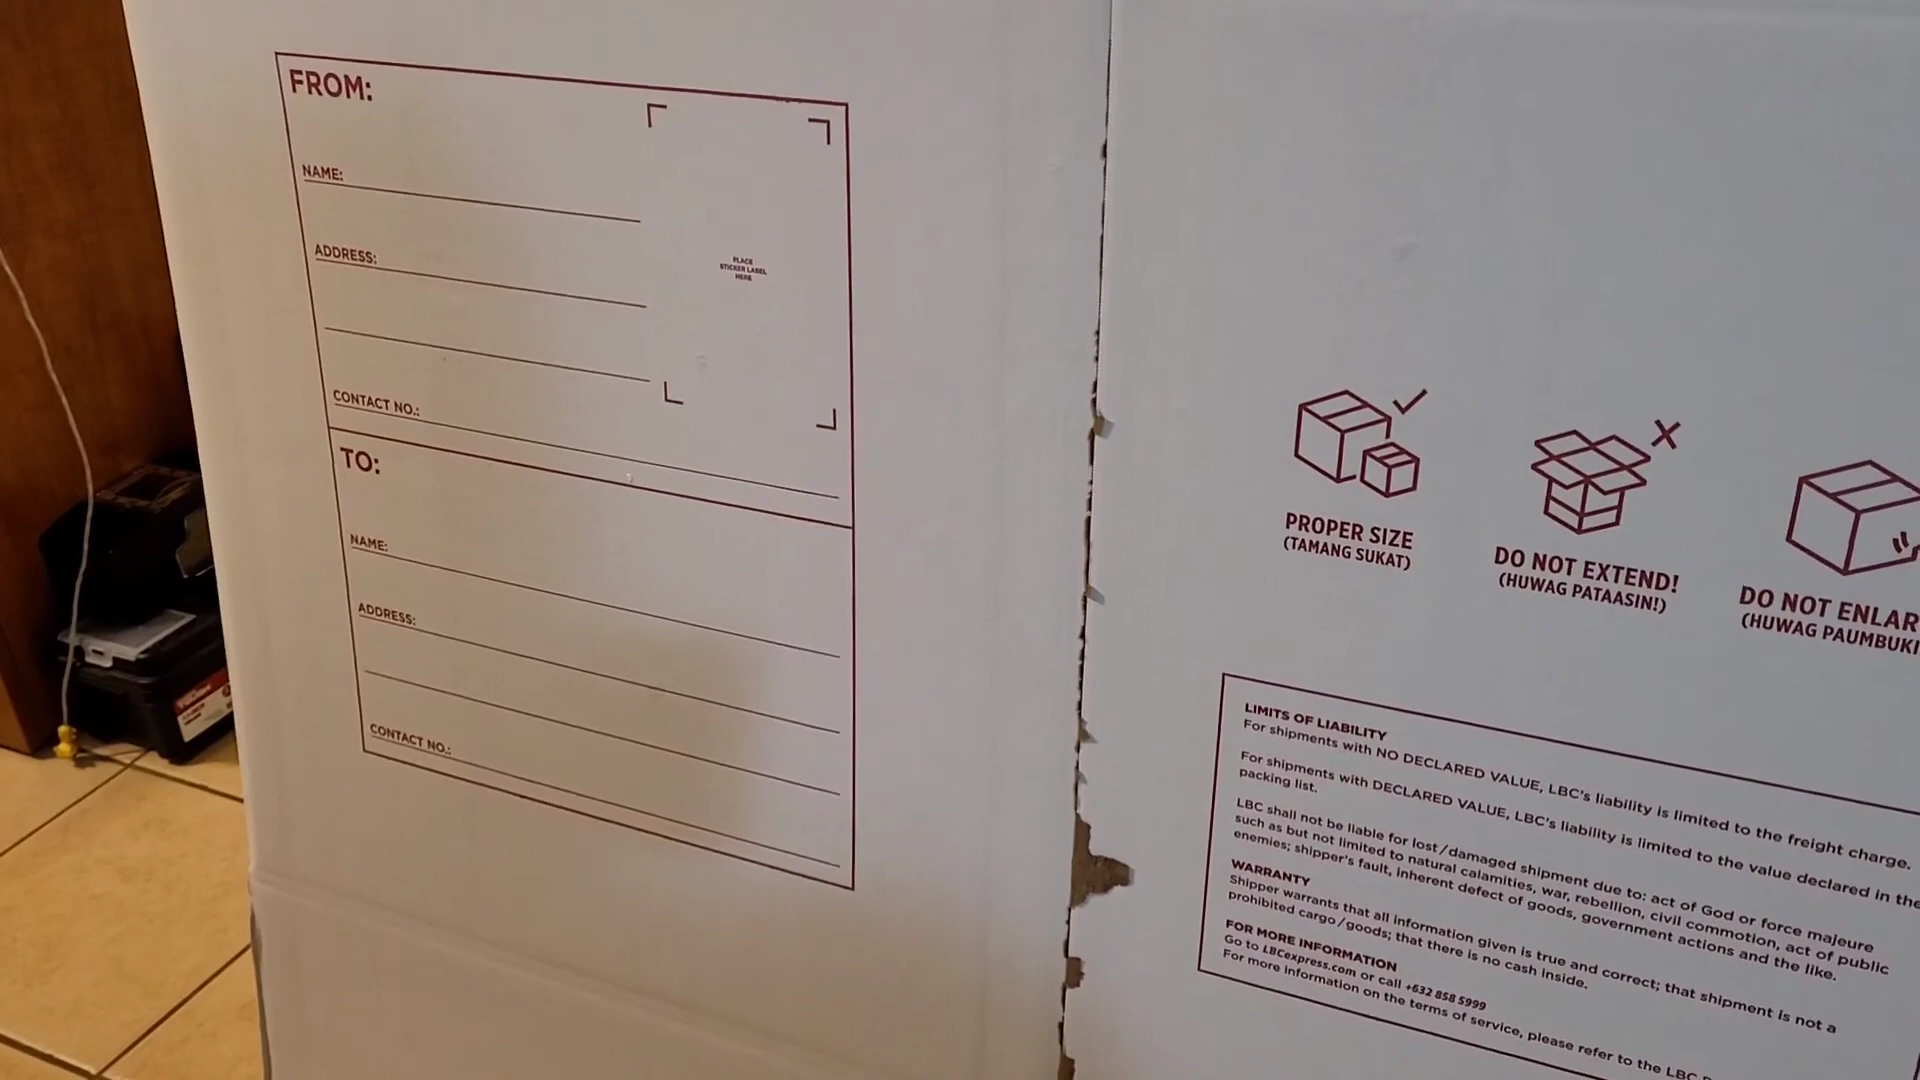 FROM:
NAME:
ADDRESS:
CONTACT NO.:
PLACE
STICKER LABEL
HERE
TO:
NAME:
ADDRESS:
CONTACT NO.:
PROPER SIZE
(TAMANG SUKAT)
DO NOT EXTEND!
(HUWAG PATAASIN!)
DO NOT ENLAR
(HUWAG PAUMBUKI
LIMITS OF LIABILITY
For shipments with NO DECLARED VALUE, LBC's liability is limited to the freight charge.
For shipments with DECLARED VALUE, LBC's liability is limited to the value declared in the
packing list.
LBC shall not be liable for lost/damaged shipment due to: act of God or force majeure
such as but not limited to natural calamities, war, rebellion, civil commotion, act of public
enemies; shipper's fault, inherent defect of goods, government actions and the like.
WARRANTY
Shipper warrants that all information given is true and correct; that shipment is not a
prohibited cargo/goods; that there is no cash inside.
FOR MORE INFORMATION
Go to LBCexpress.com or call +632 858 5999
For more information on the terms of service, please refer to the LBC